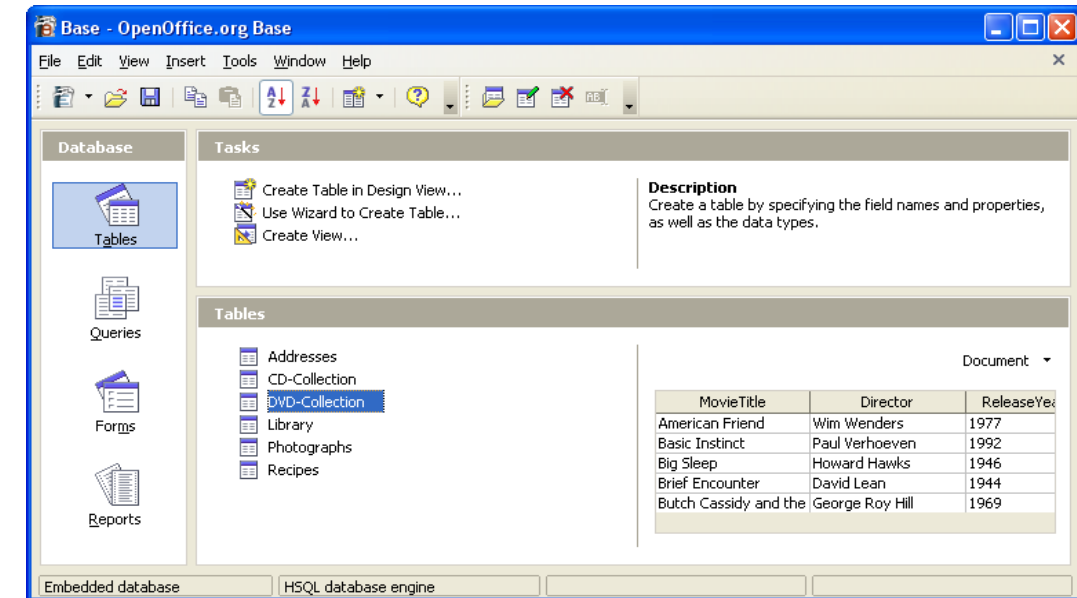 Base - OpenOffice.org Base
File Edit View Insert Tools Window Help
Database
Tables
Queries
Forms
Reports
Tasks
Create Table in Design View...
Use Wizard to Create Table...
Create View...
Description
Create a table by specifying the field names and properties,
as well as the data types.
Tables
Addresses
CD-Collection
DVD-Collection
Library
Photographs
Recipes
Document
MovieTitle Director ReleaseYea
American Friend Wim Wenders 1977
Basic Instinct Paul Verhoeven 1992
Big Sleep Howard Hawks 1946
Brief Encounter David Lean 1944
Butch Cassidy and the George Roy Hill 1969
Embedded database HSQL database engine